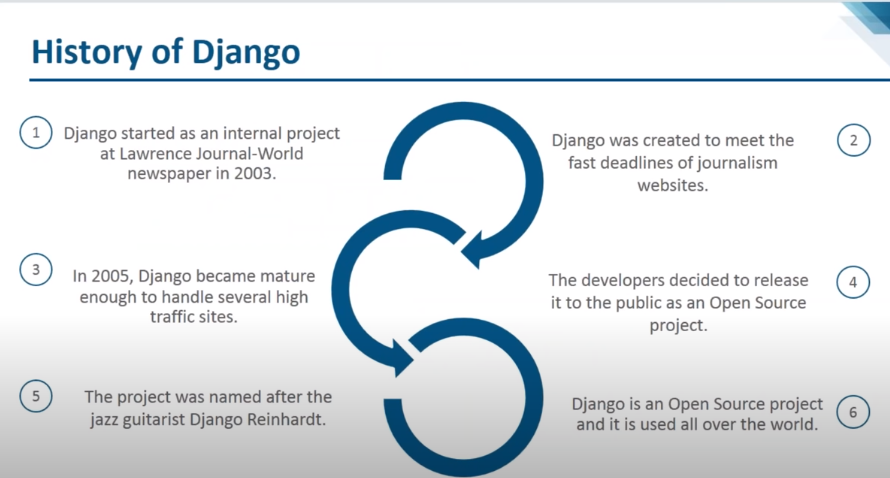 History of Django
1
Django started as an internal project
at Lawrence Journal-World
newspaper in 2003.
2
Django was created to meet the
fast deadlines of journalism
websites.
3
In 2005, Django became mature
enough to handle several high
traffic sites.
4
The developers decided to release
it to the public as an Open Source
project.
5
The project was named after the
jazz guitarist Django Reinhardt.
6
Django is an Open Source project
and it is used all over the world.